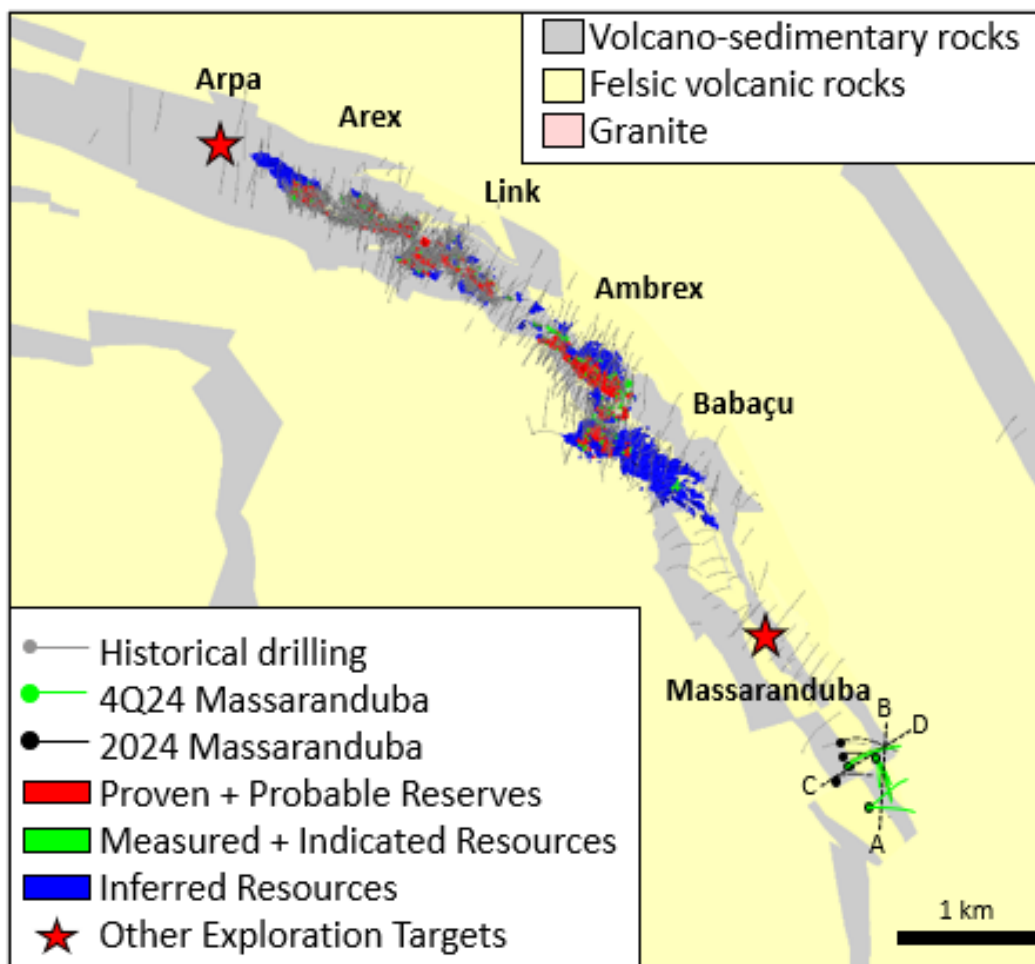 Volcano-sedimentary rocks
Felsic volcanic rocks
Granite
Arpa
Arex
Link
Ambrex
Babaçu
Massaranduba
B
D
C
A
Historical drilling
4Q24 Massaranduba
2024 Massaranduba
Proven + Probable Reserves
Measured + Indicated Resources
Inferred Resources
Other Exploration Targets
1 km